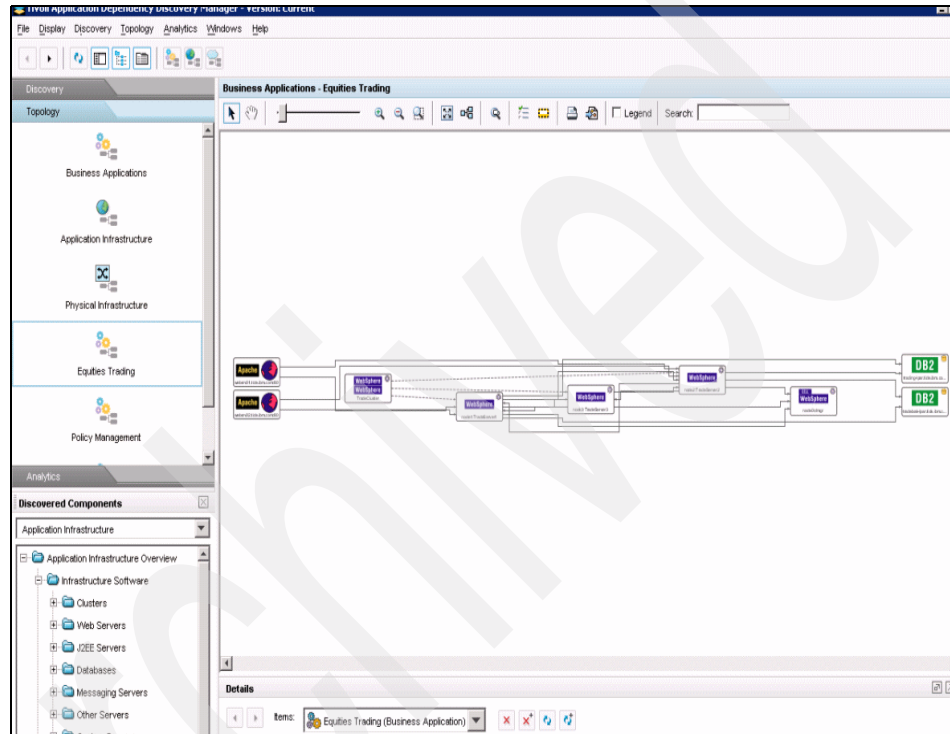 Tivoli Application Dependency Discovery Manager - Version: Current
File Display Discovery Topology Analytics Windows Help
Discovery
Topology
Business Applications
Application Infrastructure
Physical Infrastructure
Equities Trading
Policy Management
Analytics
Discovered Components
Application Infrastructure
Application Infrastructure Overview
Infrastructure Software
Clusters
Web Servers
J2EE Servers
Databases
Messaging Servers
Other Servers
Business Applications - Equities Trading
Legend Search:
Apache
Apache
WebSphere
WebSphere
TradeCluster
WebSphere
WebSphere
WebSphere
WebSphere
DB2
DB2
Details
Items: Equities Trading (Business Application)